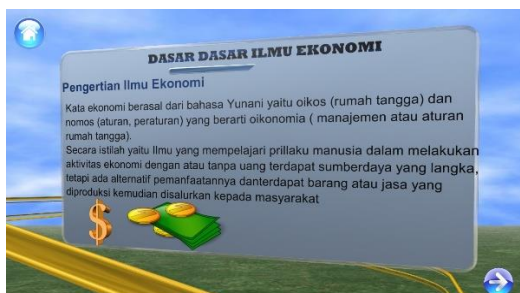 DASAR DASAR ILMU EKONOMI
Pengertian Ilmu Ekonomi
Kata ekonomi berasal dari bahasa Yunani yaitu oikos (rumah tangga) dan
nomos (aturan, peraturan) yang berarti oikonomia ( manajemen atau aturan
rumah tangga).
Secara istilah yaitu Ilmu yang mempelajari prillaku manusia dalam melakukan
aktivitas ekonomi dengan atau tanpa uang terdapat sumberdaya yang langka,
tetapi ada alternatif pemanfaatannya danterdapat barang atau jasa yang
diproduksi kemudian disalurkan kepada masyarakat